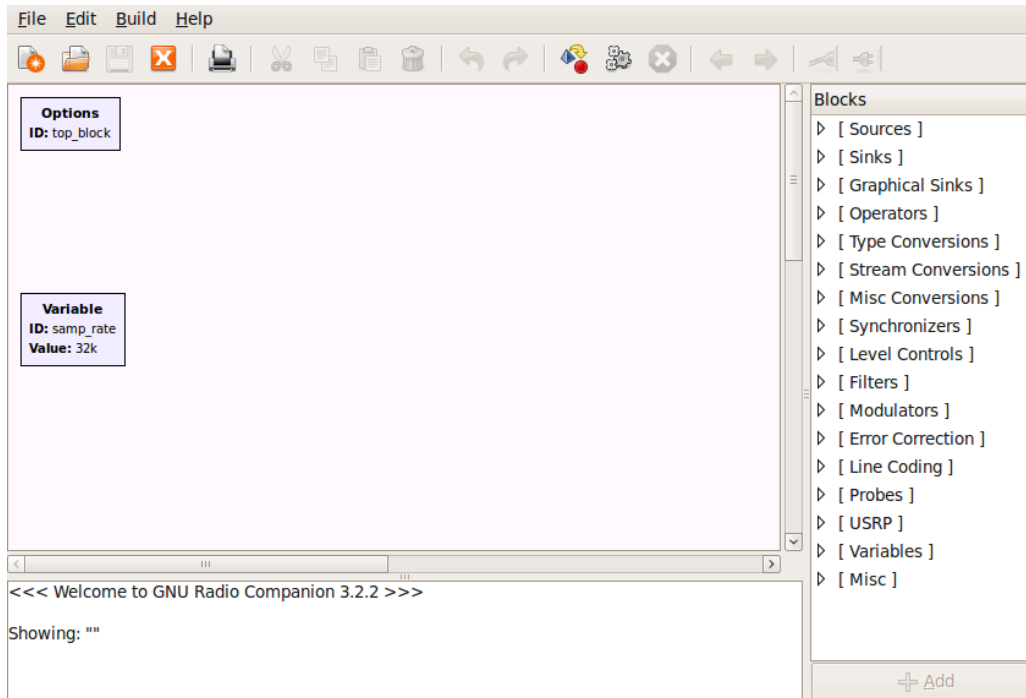 File Edit Build Help
Options
ID: top_block
Variable
ID: samp_rate
Value: 32k
<<< Welcome to GNU Radio Companion 3.2.2 >>>
Showing: ""
Blocks
[ Sources ]
[ Sinks ]
[ Graphical Sinks ]
[ Operators ]
[ Type Conversions ]
[ Stream Conversions ]
[ Misc Conversions ]
[ Synchronizers ]
[ Level Controls ]
[ Filters ]
[ Modulators ]
[ Error Correction ]
[ Line Coding ]
[ Probes ]
[ USRP ]
[ Variables ]
[ Misc ]
Add